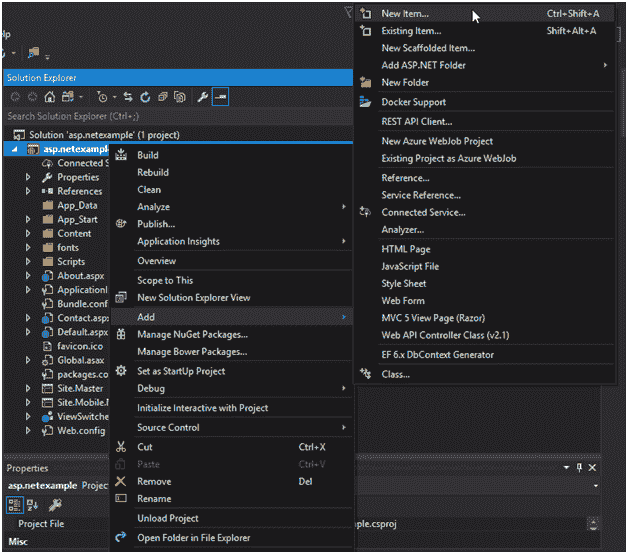 New Item... Ctrl+Shift+A
Existing Item... Shift+Alt+A
New Scaffolded Item...
Add ASP.NET Folder
New Folder
Docker Support
REST API Client...
New Azure WebJob Project
Existing Project as Azure WebJob
Reference...
Service Reference...
Connected Service...
Analyzer...
HTML Page
JavaScript File
Style Sheet
Web Form
MVC 5 View Page (Razor)
Web API Controller Class (v2.1)
EF 6.x DbContext Generator
Class...
Solution Explorer
Search Solution Explorer (Ctrl+;)
Solution 'asp.netexample' (1 project)
asp.netexample
Connected S
Properties
References
App_Data
App_Start
Content
fonts
Scripts
About.aspx
Application
Bundle.conf
Contact.aspx
Default.aspx
favicon.ico
Global.asax
packages.co
Site.Master
Site.Mobile.M
ViewSwitche
Web.config
Build
Rebuild
Clean
Analyze
Publish...
Application Insights
Overview
Scope to This
New Solution Explorer View
Add
Manage NuGet Packages...
Manage Bower Packages...
Set as StartUp Project
Debug
Initialize Interactive with Project
Source Control
Cut Ctrl+X
Paste Ctrl+V
Remove Del
Rename
Unload Project
Open Folder in File Explorer
Properties
asp.netexample Projec
Project File ple.csproj
Misc